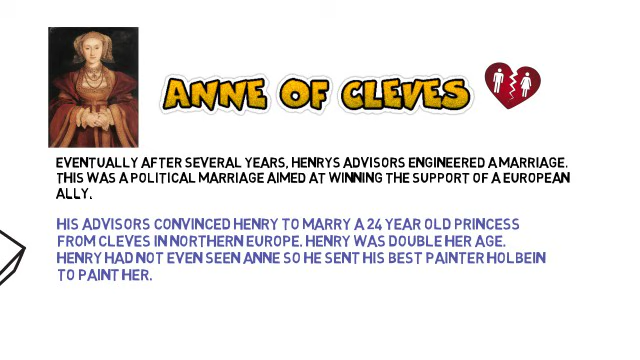 ANNE OF CLEVES
EVENTUALLY AFTER SEVERAL YEARS, HENRYS ADVISORS ENGINEERED A MARRIAGE.
THIS WAS A POLITICAL MARRIAGE AIMED AT WINNING THE SUPPORT OF A EUROPEAN
ALLY.
HIS ADVISORS CONVINCED HENRY TO MARRY A 24 YEAR OLD PRINCESS
FROM CLEVES IN NORTHERN EUROPE. HENRY WAS DOUBLE HER AGE.
HENRY HAD NOT EVEN SEEN ANNE SO HE SENT HIS BEST PAINTER HOLBEIN
TO PAINT HER.